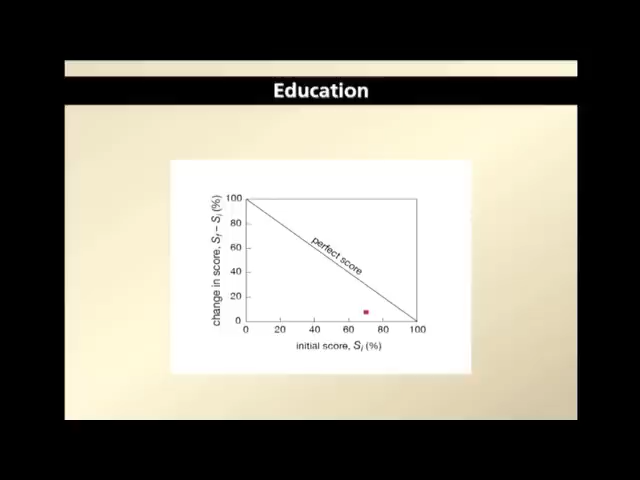 Education
change in score, Sf – Si (%)
100
80
60
40
20
0
perfect score
0 20 40 60 80 100
initial score, Si (%)